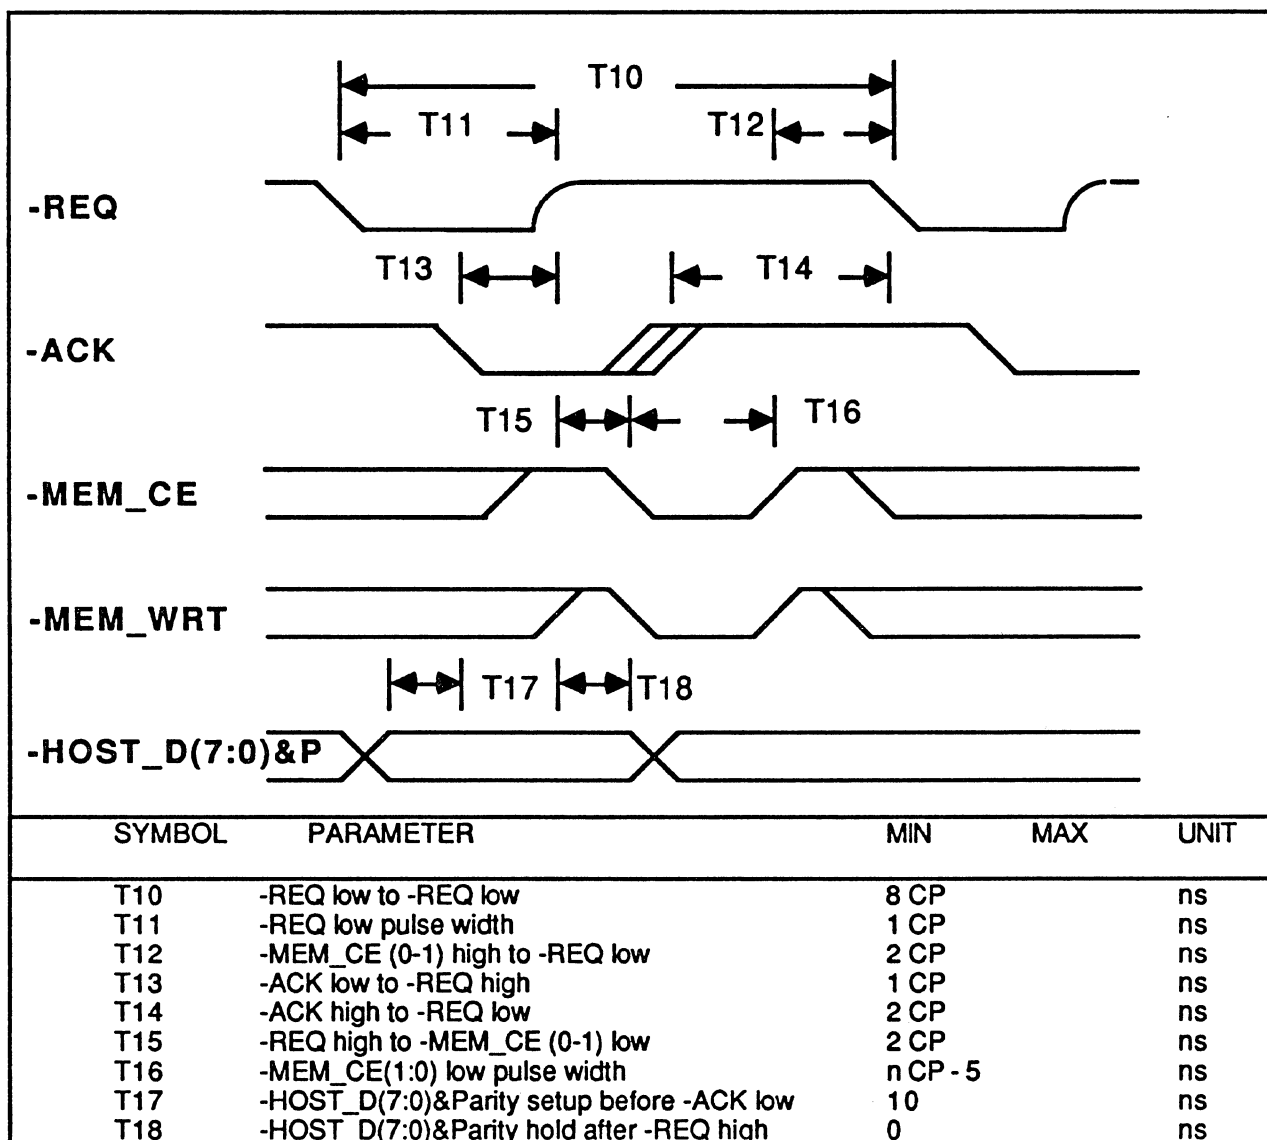 T10
T11 T12
-REQ
T13 T14
-ACK
T15 T16
-MEM_CE
-MEM_WRT
T17 T18
-HOST_D(7:0)&P
SYMBOL PARAMETER MIN MAX UNIT
T10 -REQ low to -REQ low 8 CP ns
T11 -REQ low pulse width 1 CP ns
T12 -MEM_CE (0-1) high to -REQ low 2 CP ns
T13 -ACK low to -REQ high 1 CP ns
T14 -ACK high to -REQ low 2 CP ns
T15 -REQ high to -MEM_CE (0-1) low 2 CP ns
T16 -MEM_CE(1:0) low pulse width n CP - 5 ns
T17 -HOST_D(7:0)&Parity setup before -ACK low 10 ns
T18 -HOST_D(7:0)&Parity hold after -REQ high 0 ns